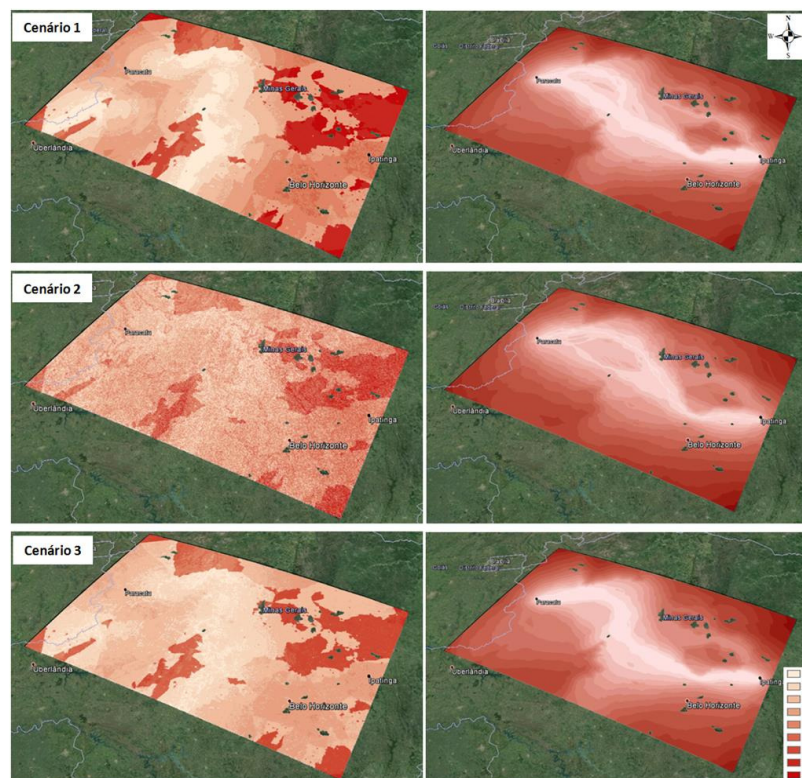 Cenário 1
Paracatu
Minas Gerais
Uberlândia
Ipatinga
Belo Horizonte
N
W
E
S
Paracatu
Minas Gerais
Uberlândia
Ipatinga
Belo Horizonte
Cenário 2
Paracatu
Minas Gerais
Uberlândia
Ipatinga
Belo Horizonte
Paracatu
Minas Gerais
Uberlândia
Ipatinga
Belo Horizonte
Cenário 3
Paracatu
Minas Gerais
Uberlândia
Ipatinga
Belo Horizonte
Paracatu
Minas Gerais
Uberlândia
Ipatinga
Belo Horizonte